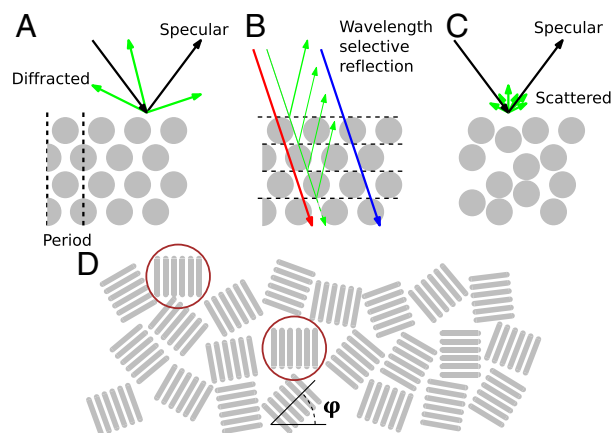 A
Specular
Diffracted
Period
B
Wavelength
selective
reflection
C
Specular
Scattered
D
φ